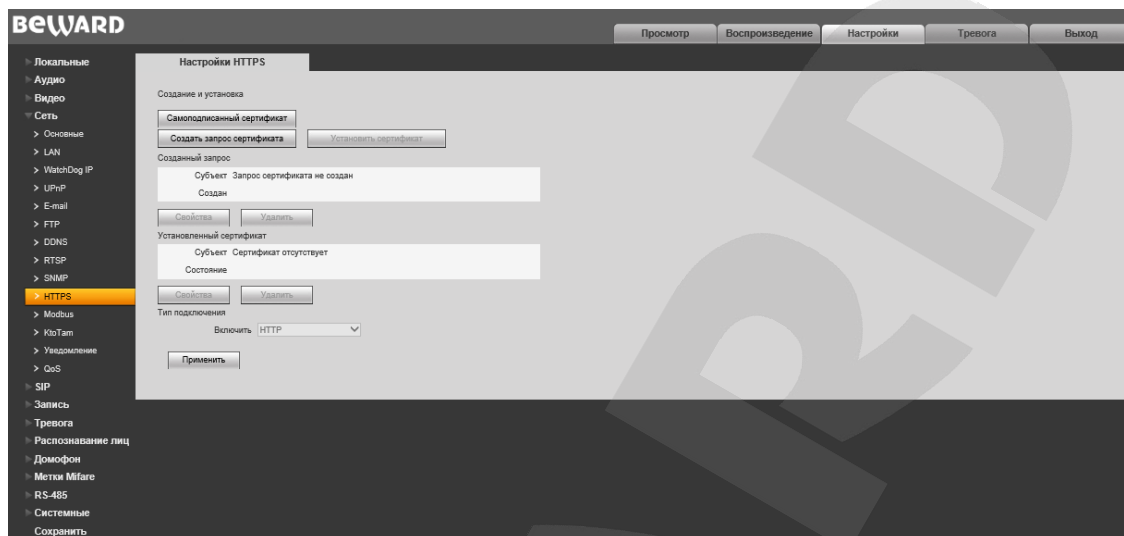 BEWARD
Просмотр
Воспроизведение
Настройки
Тревога
Выход
Локальные
Аудио
Видео
Сеть
Основные
LAN
WatchDog IP
UPnP
E-mail
FTP
DDNS
RTSP
SNMP
HTTPS
Modbus
KtoTam
Уведомление
QoS
SIP
Запись
Тревога
Распознавание лиц
Домофон
Метки Mifare
RS-485
Системные
Сохранить
Настройки HTTPS
Создание и установка
Самоподписанный сертификат
Создать запрос сертификата Установить сертификат
Созданный запрос
Субъект Запрос сертификата не создан
Создан
Свойства Удалить
Установленный сертификат
Субъект Сертификат отсутствует
Состояние
Свойства Удалить
Тип подключения
Включить HTTP
Применить